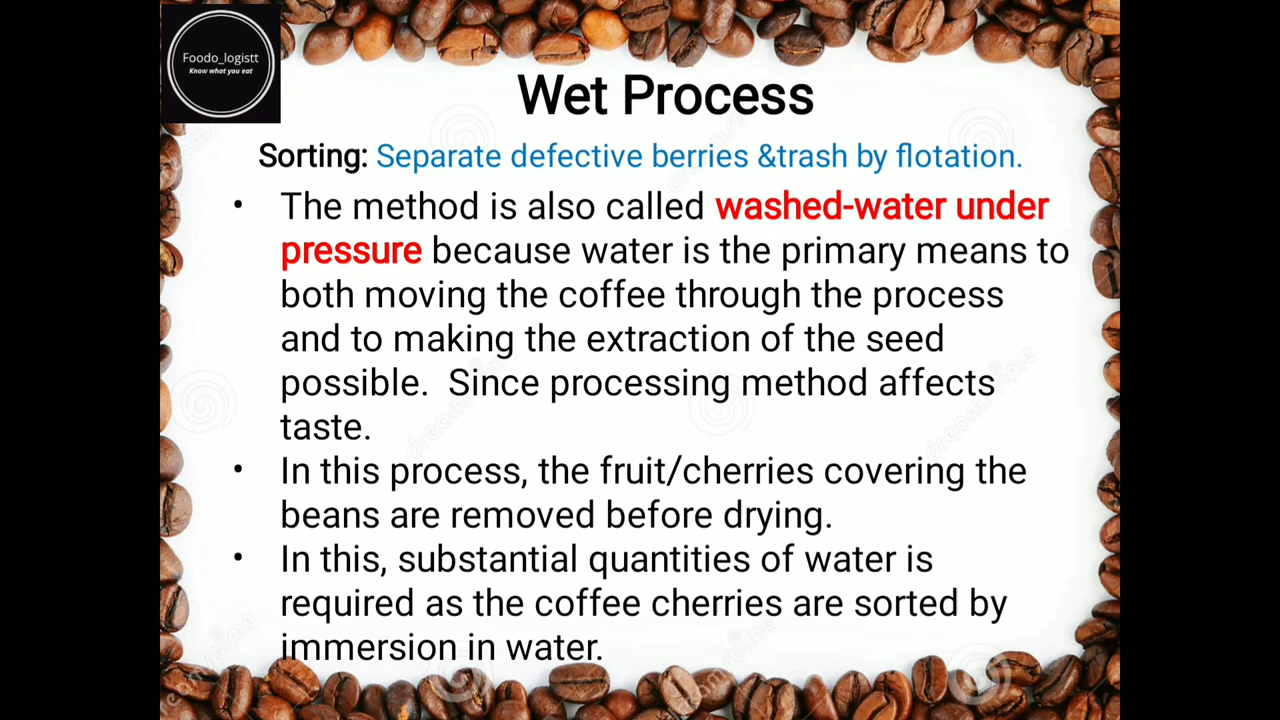 Foodo_logistt
Know what you eat
Wet Process
Sorting: Separate defective berries &trash by flotation.
• The method is also called washed-water under
pressure because water is the primary means to
both moving the coffee through the process
and to making the extraction of the seed
possible. Since processing method affects
taste.
• In this process, the fruit/cherries covering the
beans are removed before drying.
• In this, substantial quantities of water is
required as the coffee cherries are sorted by
immersion in water.